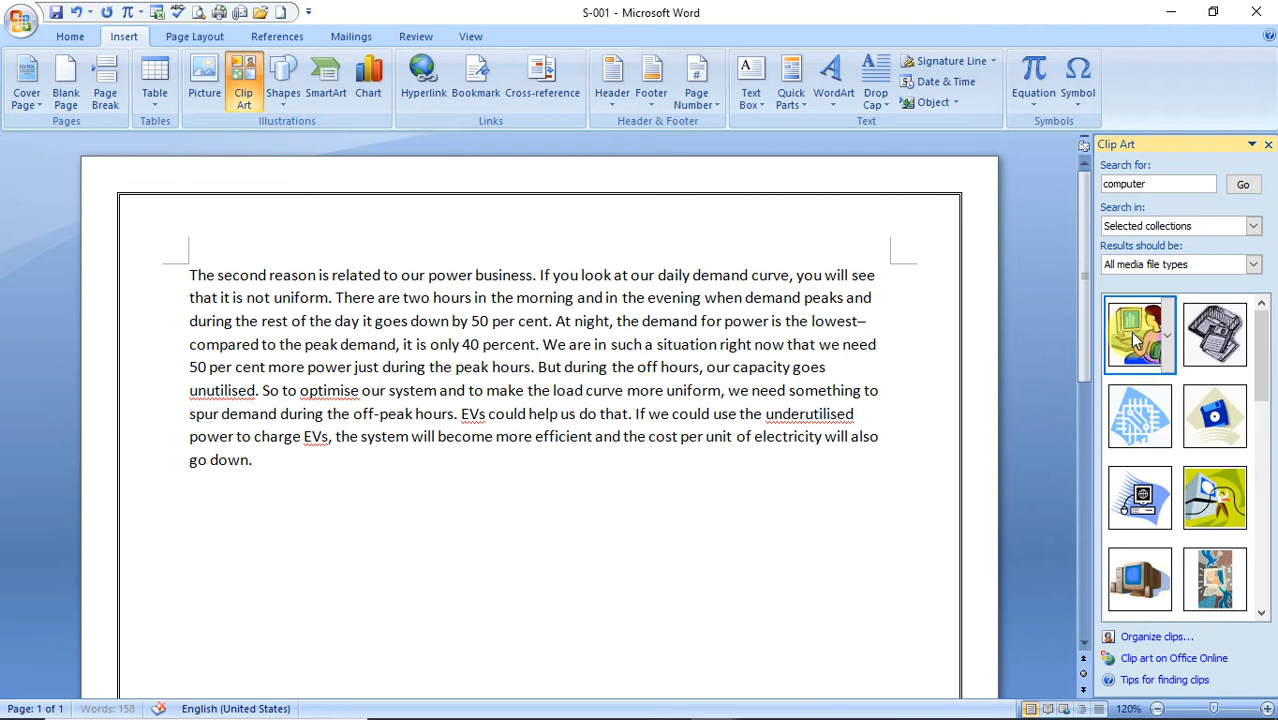 S-001 - Microsoft Word
Home Insert Page Layout References Mailings Review View
Cover Page Blank Page Page Break Table Picture Clip Art Shapes SmartArt Chart Hyperlink Bookmark Cross-reference Header Footer Page Number Text Box Quick Parts WordArt Drop Cap Signature Line Date & Time Object Equation Symbol
Pages Tables Illustrations Links Header & Footer Text Symbols
The second reason is related to our power business. If you look at our daily demand curve, you will see
that it is not uniform. There are two hours in the morning and in the evening when demand peaks and
during the rest of the day it goes down by 50 per cent. At night, the demand for power is the lowest–
compared to the peak demand, it is only 40 percent. We are in such a situation right now that we need
50 per cent more power just during the peak hours. But during the off hours, our capacity goes
unutilised. So to optimise our system and to make the load curve more uniform, we need something to
spur demand during the off-peak hours. EVs could help us do that. If we could use the underutilised
power to charge EVs, the system will become more efficient and the cost per unit of electricity will also
go down.
Clip Art
Search for:
computer Go
Search in:
Selected collections
Results should be:
All media file types
Organize clips...
Clip art on Office Online
Tips for finding clips
Page: 1 of 1 Words: 158 English (United States) 120%